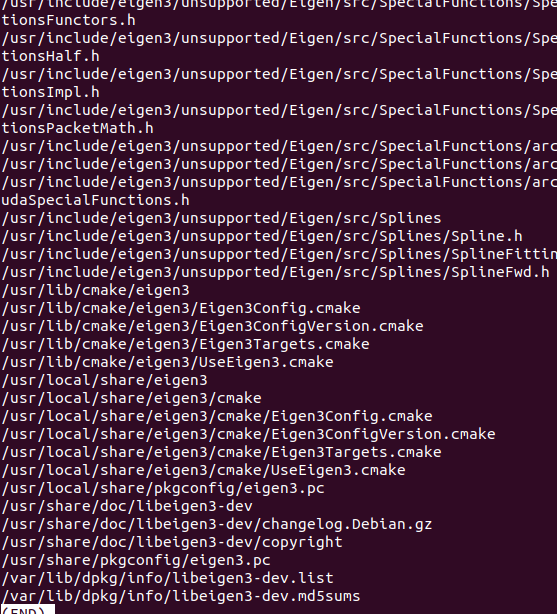 /usr/include/eigen3/unsupported/Eigen/src/SpecialFunctions/Spe
tionsFunctors.h
/usr/include/eigen3/unsupported/Eigen/src/SpecialFunctions/Spe
tionsHalf.h
/usr/include/eigen3/unsupported/Eigen/src/SpecialFunctions/Spe
tionsImpl.h
/usr/include/eigen3/unsupported/Eigen/src/SpecialFunctions/Spe
tionsPacketMath.h
/usr/include/eigen3/unsupported/Eigen/src/SpecialFunctions/arc
/usr/include/eigen3/unsupported/Eigen/src/SpecialFunctions/arc
/usr/include/eigen3/unsupported/Eigen/src/SpecialFunctions/arc
udaSpecialFunctions.h
/usr/include/eigen3/unsupported/Eigen/src/Splines
/usr/include/eigen3/unsupported/Eigen/src/Splines/Spline.h
/usr/include/eigen3/unsupported/Eigen/src/Splines/SplineFittin
/usr/include/eigen3/unsupported/Eigen/src/Splines/SplineFwd.h
/usr/lib/cmake/eigen3
/usr/lib/cmake/eigen3/Eigen3Config.cmake
/usr/lib/cmake/eigen3/Eigen3ConfigVersion.cmake
/usr/lib/cmake/eigen3/Eigen3Targets.cmake
/usr/lib/cmake/eigen3/UseEigen3.cmake
/usr/local/share/eigen3
/usr/local/share/eigen3/cmake
/usr/local/share/eigen3/cmake/Eigen3Config.cmake
/usr/local/share/eigen3/cmake/Eigen3ConfigVersion.cmake
/usr/local/share/eigen3/cmake/Eigen3Targets.cmake
/usr/local/share/eigen3/cmake/UseEigen3.cmake
/usr/local/share/pkgconfig/eigen3.pc
/usr/share/doc/libeigen3-dev
/usr/share/doc/libeigen3-dev/changelog.Debian.gz
/usr/share/doc/libeigen3-dev/copyright
/usr/share/pkgconfig/eigen3.pc
/var/lib/dpkg/info/libeigen3-dev.list
/var/lib/dpkg/info/libeigen3-dev.md5sums
(END)